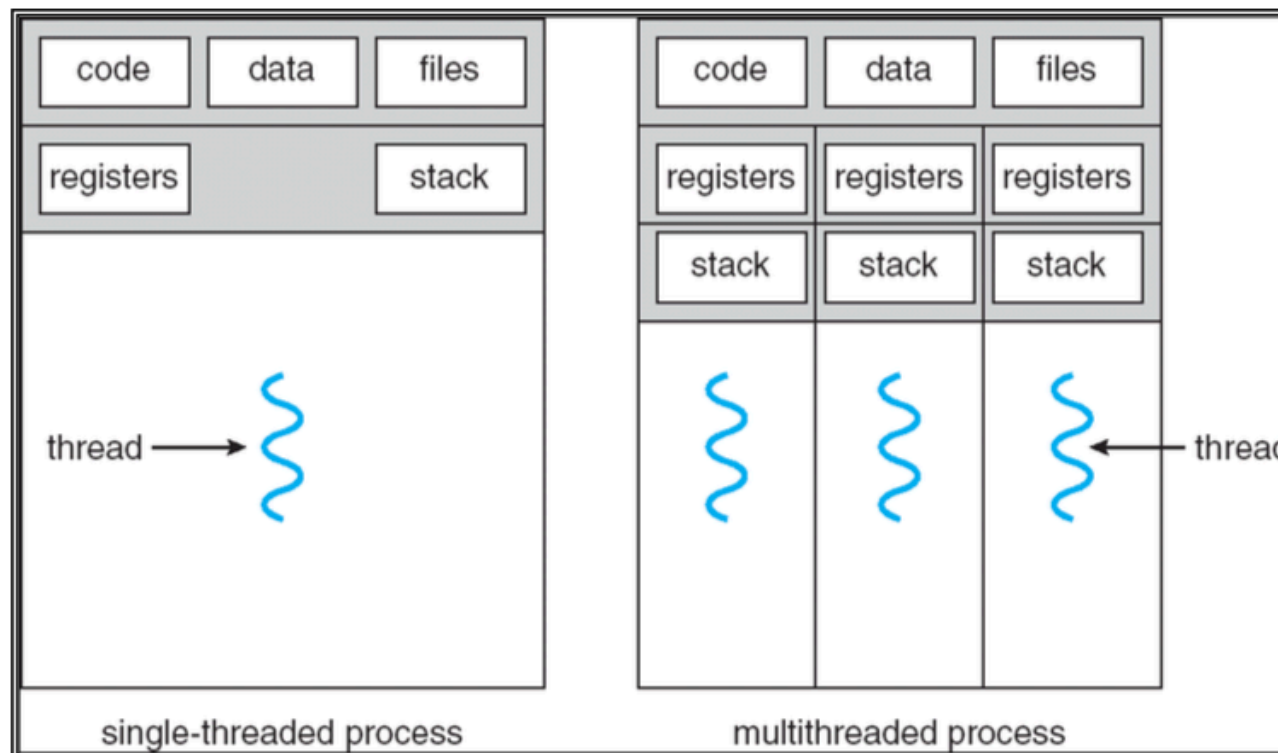 code data files
registers stack
thread
single-threaded process
code data files
registers registers registers
stack stack stack
thread
multithreaded process